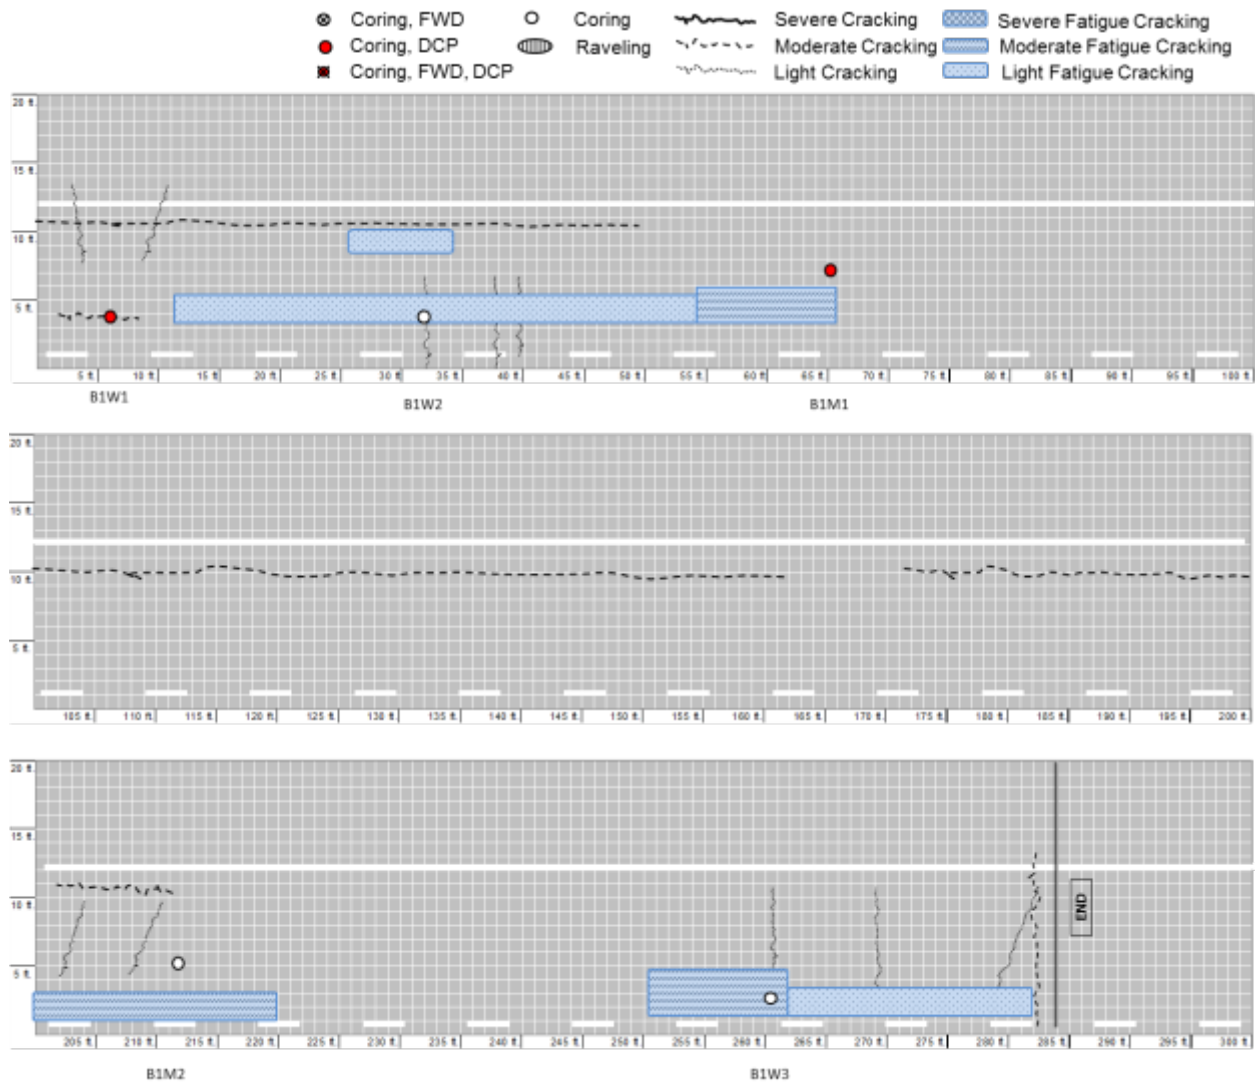 Coring, FWD Coring Severe Cracking Severe Fatigue Cracking
Coring, DCP Raveling Moderate Cracking Moderate Fatigue Cracking
Coring, FWD, DCP Light Cracking Light Fatigue Cracking
20 ft.
15 ft.
10 ft.
5 ft.
5 ft. 10 ft. 15 ft. 20 ft. 25 ft. 30 ft. 35 ft. 40 ft. 45 ft. 50 ft. 55 ft. 60 ft. 65 ft. 70 ft. 75 ft. 80 ft. 85 ft. 90 ft. 95 ft. 100 ft.
B1W1 B1W2 B1M1
20 ft.
15 ft.
10 ft.
5 ft.
105 ft. 110 ft. 115 ft. 120 ft. 125 ft. 130 ft. 135 ft. 140 ft. 145 ft. 150 ft. 155 ft. 160 ft. 165 ft. 170 ft. 175 ft. 180 ft. 185 ft. 190 ft. 195 ft. 200 ft.
20 ft.
15 ft.
10 ft.
END
5 ft.
205 ft. 210 ft. 215 ft. 220 ft. 225 ft. 230 ft. 235 ft. 240 ft. 245 ft. 250 ft. 255 ft. 260 ft. 265 ft. 270 ft. 275 ft. 280 ft. 285 ft. 290 ft. 295 ft. 300 ft.
B1M2 B1W3